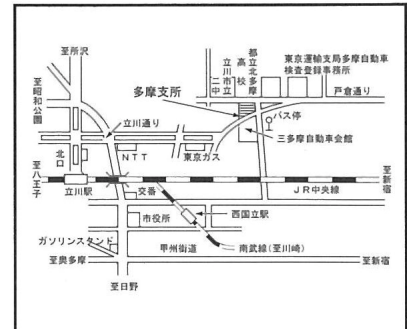 至所沢
都立北多摩高校
立川市立二中
東京運輸支局多摩自動車
検査登録事務所
戸倉通り
至昭和公園
多摩支所
バス停
立川通り
三多摩自動車会館
北口
NTT
東京ガス
至八王子
立川駅
交番
JR中央線
至新宿
市役所
西国立駅
ガソリンスタンド
甲州街道
南武線(至川崎)
至奥多摩
至新宿
至日野